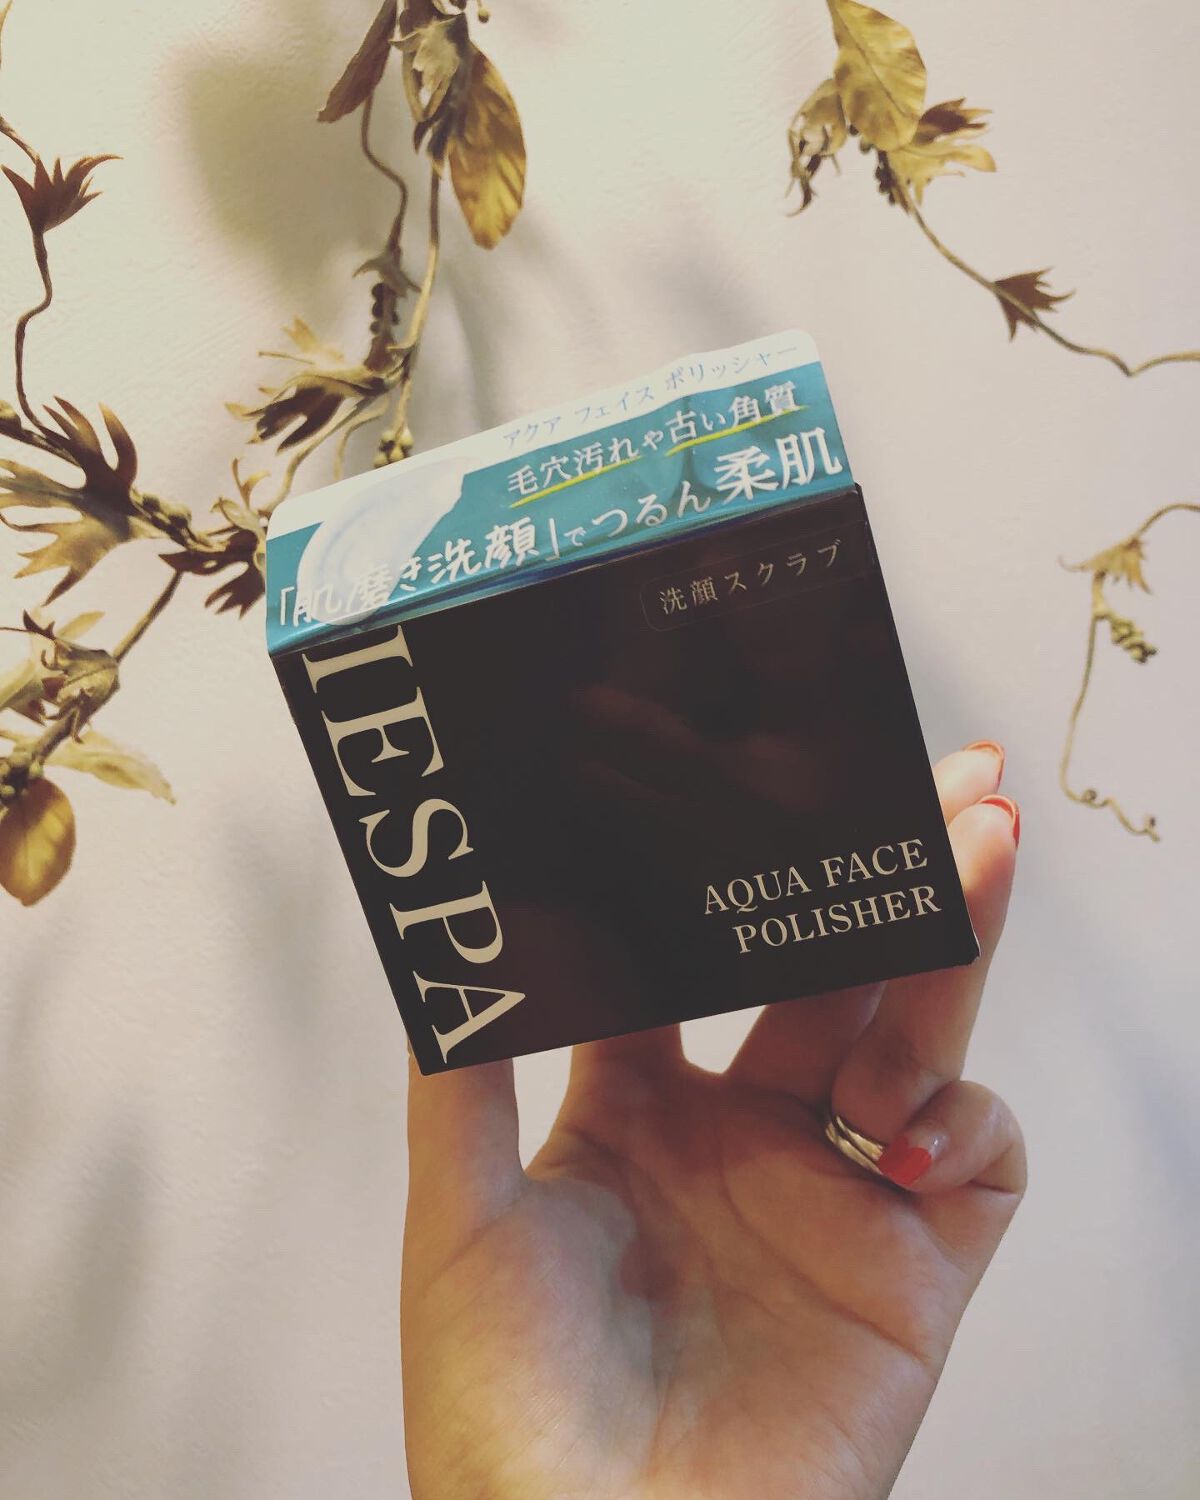 アクア フェイス ポリッシャー
毛穴汚れや古い角質
「肌磨き洗顔」でつるん柔肌
洗顔スクラブ
IESPA
AQUA FACE
POLISHER